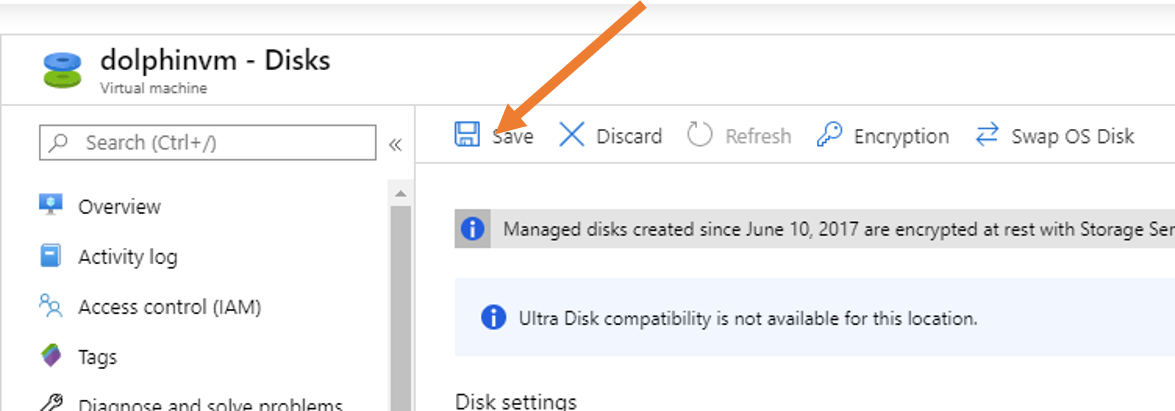 dolphinvm - Disks
Virtual machine
Search (Ctrl+/)
«
Overview
Activity log
Access control (IAM)
Tags
Diagnose and solve problems
Save
Discard
Refresh
Encryption
Swap OS Disk
Managed disks created since June 10, 2017 are encrypted at rest with Storage Ser
Ultra Disk compatibility is not available for this location.
Disk settings